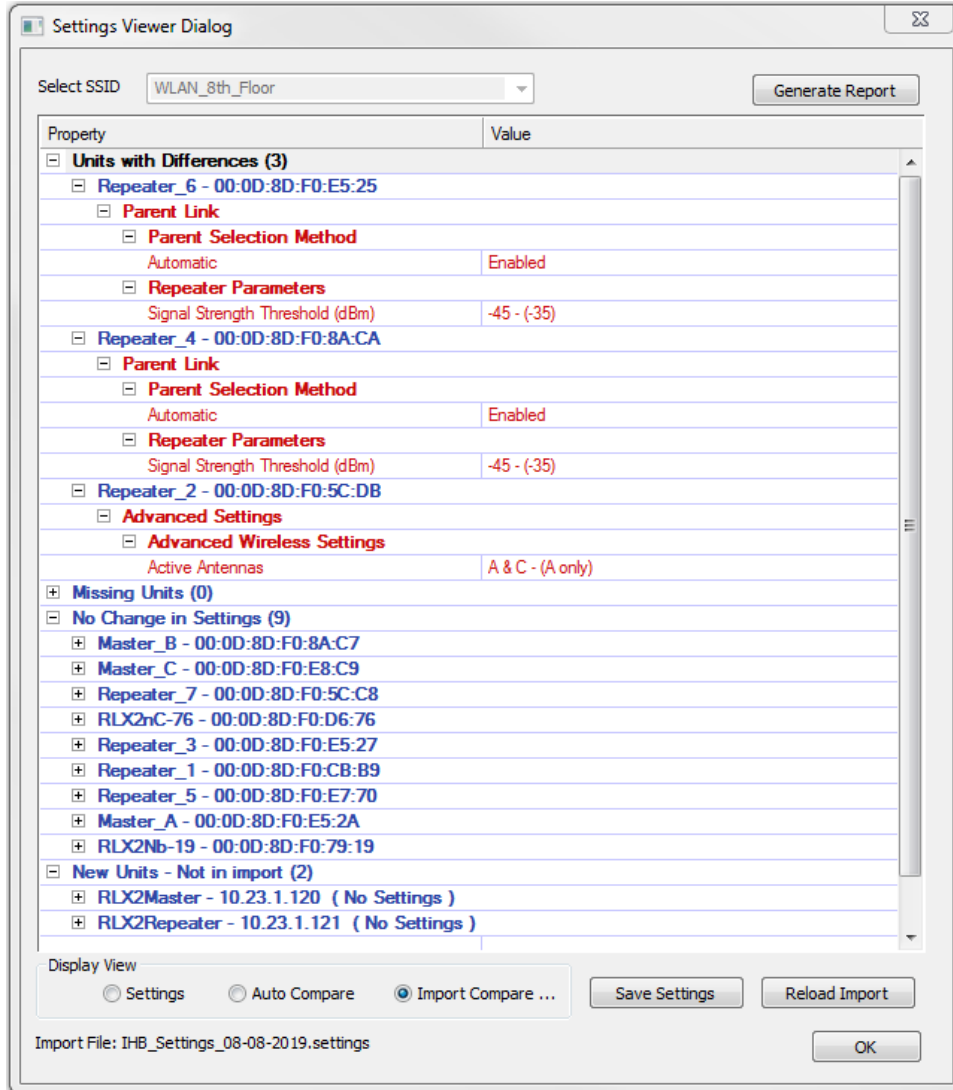 Settings Viewer Dialog
Select SSID WLAN_8th_Floor Generate Report
Property Value
Units with Differences (3)
Repeater_6 - 00:0D:8D:F0:E5:25
Parent Link
Parent Selection Method
Automatic Enabled
Repeater Parameters
Signal Strength Threshold (dBm) -45 - (-35)
Repeater_4 - 00:0D:8D:F0:8A:CA
Parent Link
Parent Selection Method
Automatic Enabled
Repeater Parameters
Signal Strength Threshold (dBm) -45 - (-35)
Repeater_2 - 00:0D:8D:F0:5C:DB
Advanced Settings
Advanced Wireless Settings
Active Antennas A & C - (A only)
Missing Units (0)
No Change in Settings (9)
Master_B - 00:0D:8D:F0:8A:C7
Master_C - 00:0D:8D:F0:E8:C9
Repeater_7 - 00:0D:8D:F0:5C:C8
RLX2nC-76 - 00:0D:8D:F0:D6:76
Repeater_3 - 00:0D:8D:F0:E5:27
Repeater_1 - 00:0D:8D:F0:CB:B9
Repeater_5 - 00:0D:8D:F0:E7:70
Master_A - 00:0D:8D:F0:E5:2A
RLX2Nb-19 - 00:0D:8D:F0:79:19
New Units - Not in import (2)
RLX2Master - 10.23.1.120 ( No Settings )
RLX2Repeater - 10.23.1.121 ( No Settings )
Display View
Settings Auto Compare Import Compare ... Save Settings Reload Import
Import File: IHB_Settings_08-08-2019.settings OK